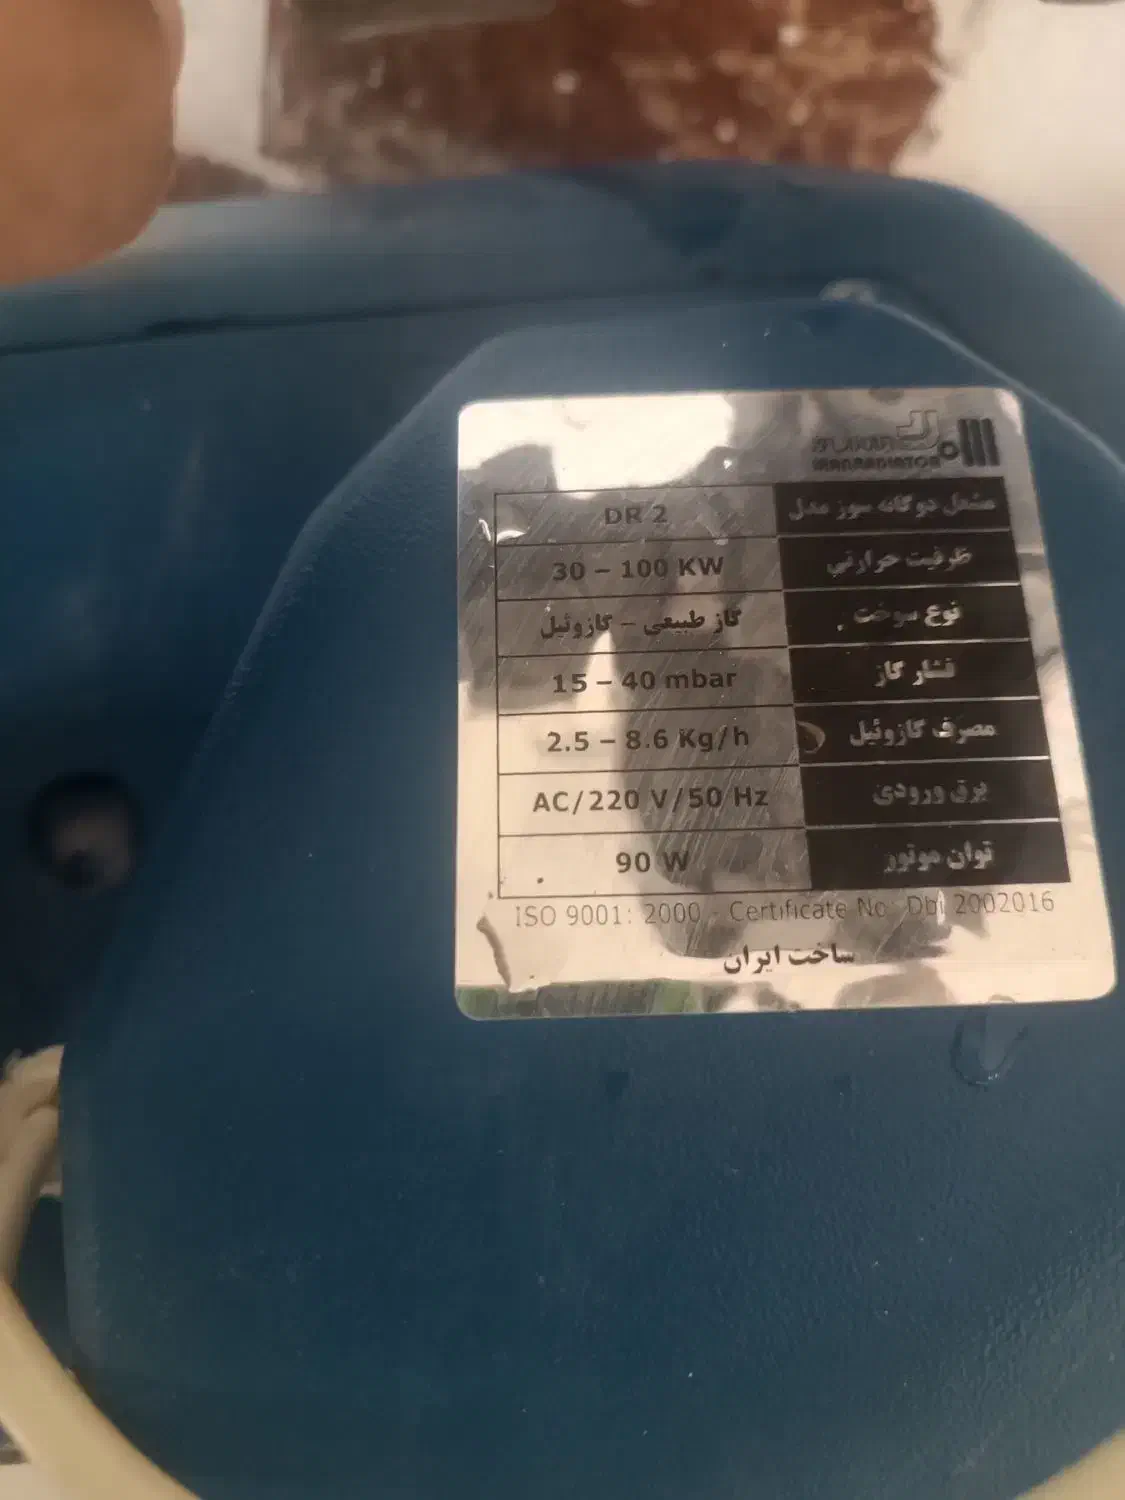 ایران رادیاتور
IRANRADIATOR
مشعل دوگانه سوز مدل DR 2
ظرفیت حرارتی 30 – 100 KW
نوع سوخت گاز طبیعی – گازوئیل
فشار گاز 15 – 40 mbar
مصرف گازوئیل 2.5 – 8.6 Kg/h
برق ورودی AC/220 V/50 Hz
توان موتور 90 W
ISO 9001: 2000 - Certificate No: Dbi 2002016
ساخت ایران